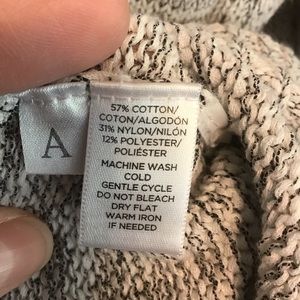 A
57% COTTON/
COTON/ALGODÓN
31% NYLON/NILÓN
12% POLYESTER/
POLIÉSTER
MACHINE WASH
COLD
GENTLE CYCLE
DO NOT BLEACH
DRY FLAT
WARM IRON
IF NEEDED